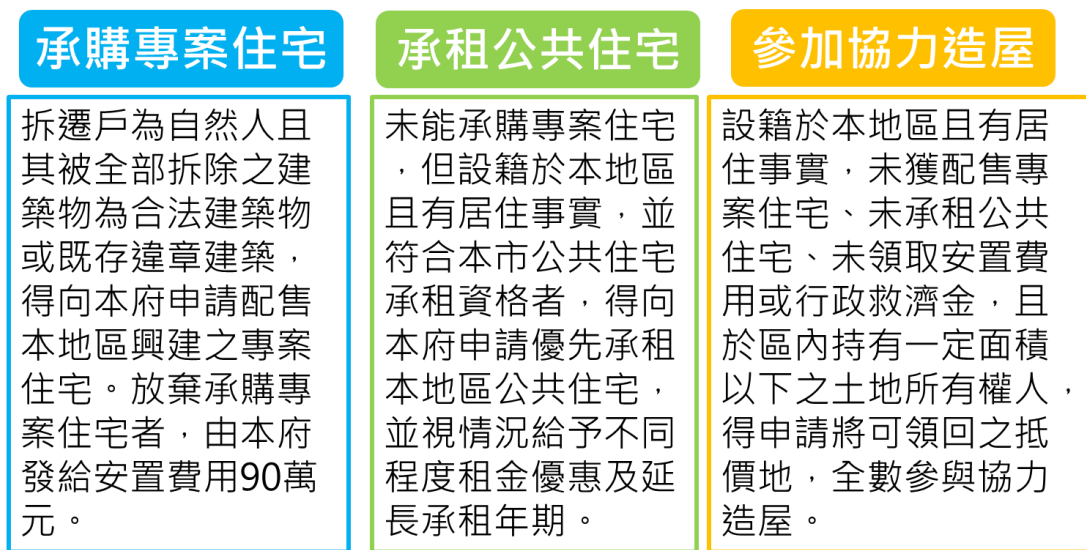 承購專案住宅
拆遷戶為自然人且
其被全部拆除之建
築物為合法建築物
或既存違章建築，
得向本府申請配售
本地區興建之專案
住宅。放棄承購專
案住宅者，由本府
發給安置費用90萬
元。
承租公共住宅
未能承購專案住宅
，但設籍於本地區
且有居住事實，並
符合本市公共住宅
承租資格者，得向
本府申請優先承租
本地區公共住宅，
並視情況給予不同
程度租金優惠及延
長承租年期。
參加協力造屋
設籍於本地區且有居
住事實，未獲配售專
案住宅、未承租公共
住宅、未領取安置費
用或行政救濟金，且
於區內持有一定面積
以下之土地所有權人，
得申請將可領回之抵
價地，全數參與協力
造屋。